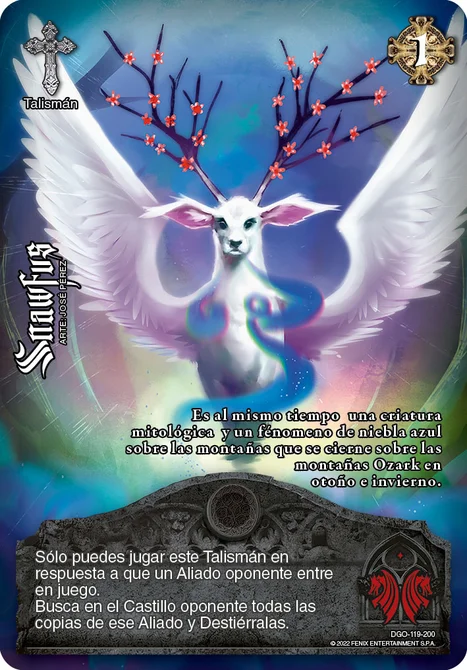 1
Talismán
Snawfus
ARTE: JOSÉ PÉREZ
Es al mismo tiempo una criatura
mitológica y un fénomeno de niebla azul
sobre las montañas que se cierne sobre las
montañas Ozark en
otoño e invierno.
Sólo puedes jugar este Talismán en
respuesta a que un Aliado oponente entre
en juego.
Busca en el Castillo oponente todas las
copias de ese Aliado y Destiérralas.
DGO-119-200
© 2022 FENIX ENTERTAINMENT S.P.A.